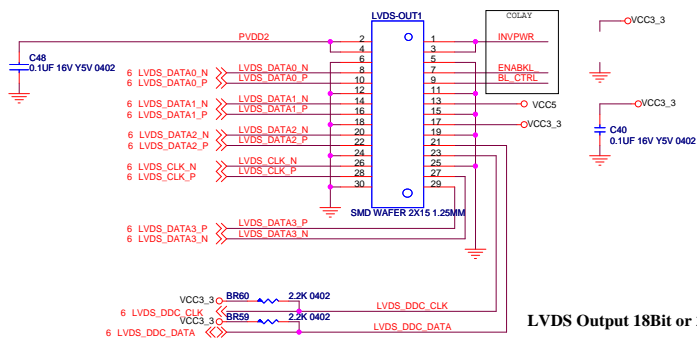 LVDS-OUT1
COLAY
VCC3_3
PVDD2
2
1
INVPWR
4
3
C48
0.1UF 16V Y5V 0402
6
5
6 LVDS_DATA0_N
LVDS_DATA0_N
8
7
ENABKL
6 LVDS_DATA0_P
LVDS_DATA0_P
10
9
BL_CTRL
12
11
6 LVDS_DATA1_N
LVDS_DATA1_N
14
13
VCC5
VCC3_3
6 LVDS_DATA1_P
LVDS_DATA1_P
16
15
18
17
VCC3_3
6 LVDS_DATA2_N
LVDS_DATA2_N
20
19
C40
0.1UF 16V Y5V 0402
6 LVDS_DATA2_P
LVDS_DATA2_P
22
21
24
23
6 LVDS_CLK_N
LVDS_CLK_N
26
25
6 LVDS_CLK_P
LVDS_CLK_P
28
27
30
29
SMD WAFER 2X15 1.25MM
6 LVDS_DATA3_P
LVDS_DATA3_P
6 LVDS_DATA3_N
LVDS_DATA3_N
VCC3_3
BR60
2.2K 0402
6 LVDS_DDC_CLK
LVDS_DDC_CLK
VCC3_3
BR59
2.2K 0402
6 LVDS_DDC_DATA
LVDS_DDC_DATA
LVDS Output 18Bit or